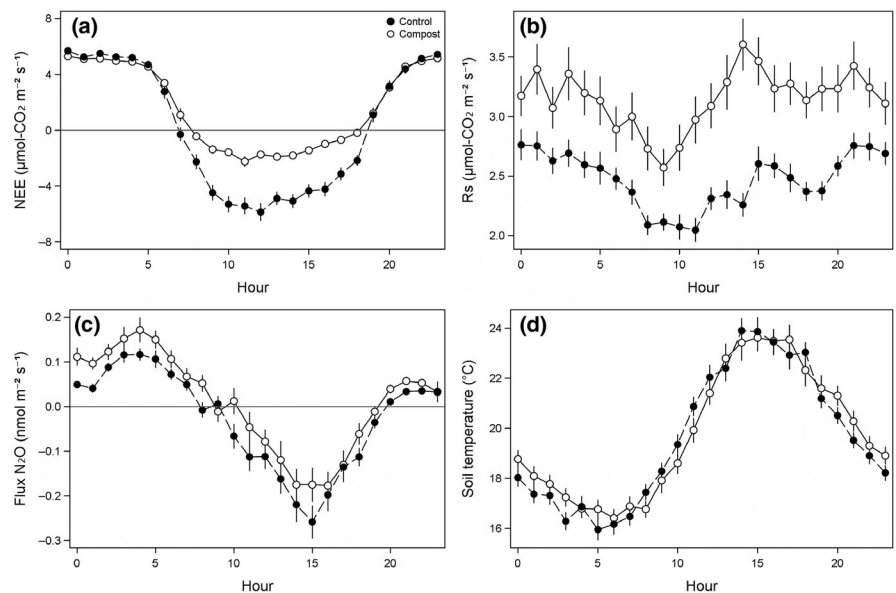 (a)
Control
Compost
8
4
0
−4
−8
NEE (µmol-CO₂ m⁻² s⁻¹)
0 5 10 15 20
Hour
(b)
3.5
3.0
2.5
2.0
Rs (µmol-CO₂ m⁻² s⁻¹)
0 5 10 15 20
Hour
(c)
0.2
0.1
0.0
−0.1
−0.2
−0.3
Flux N₂O (nmol m⁻² s⁻¹)
0 5 10 15 20
Hour
(d)
24
22
20
18
16
Soil temperature (°C)
0 5 10 15 20
Hour